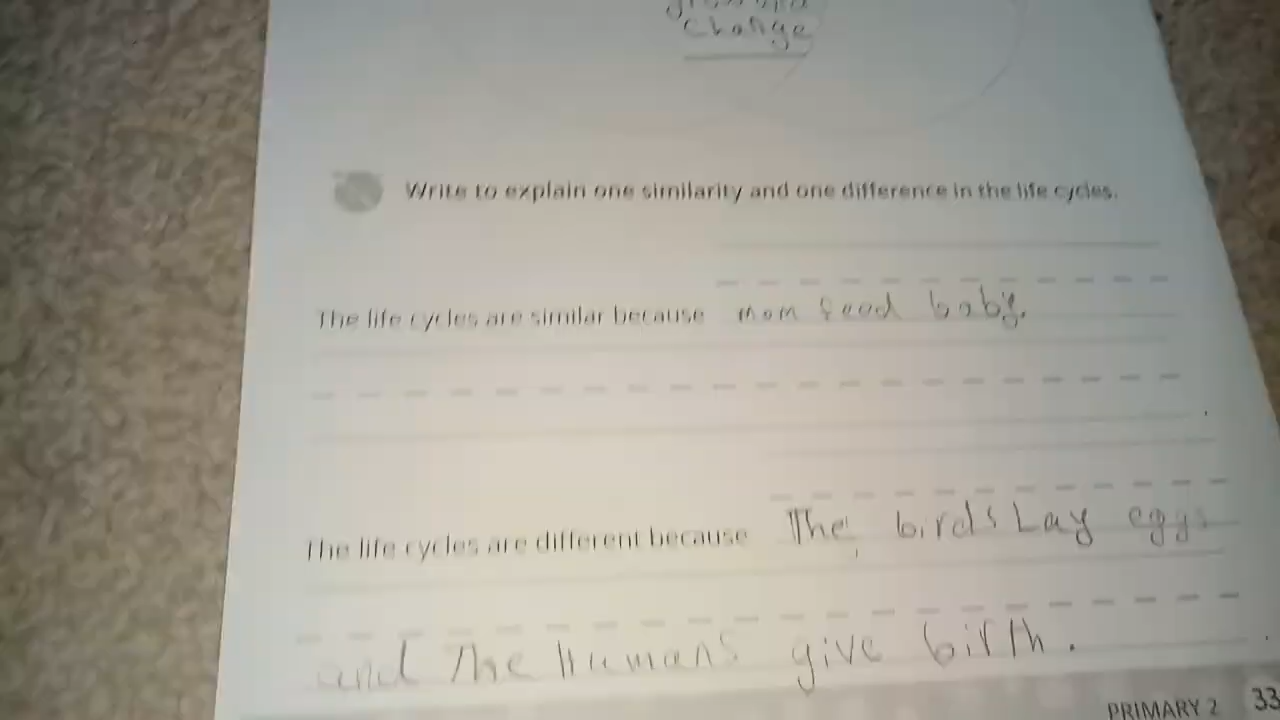 change
Write to explain one similarity and one difference in the life cycles.
The life cycles are similar because mom feed baby.
The life cycles are different because The birds Lay eggs
and The Humans give birth.
PRIMARY 2 33